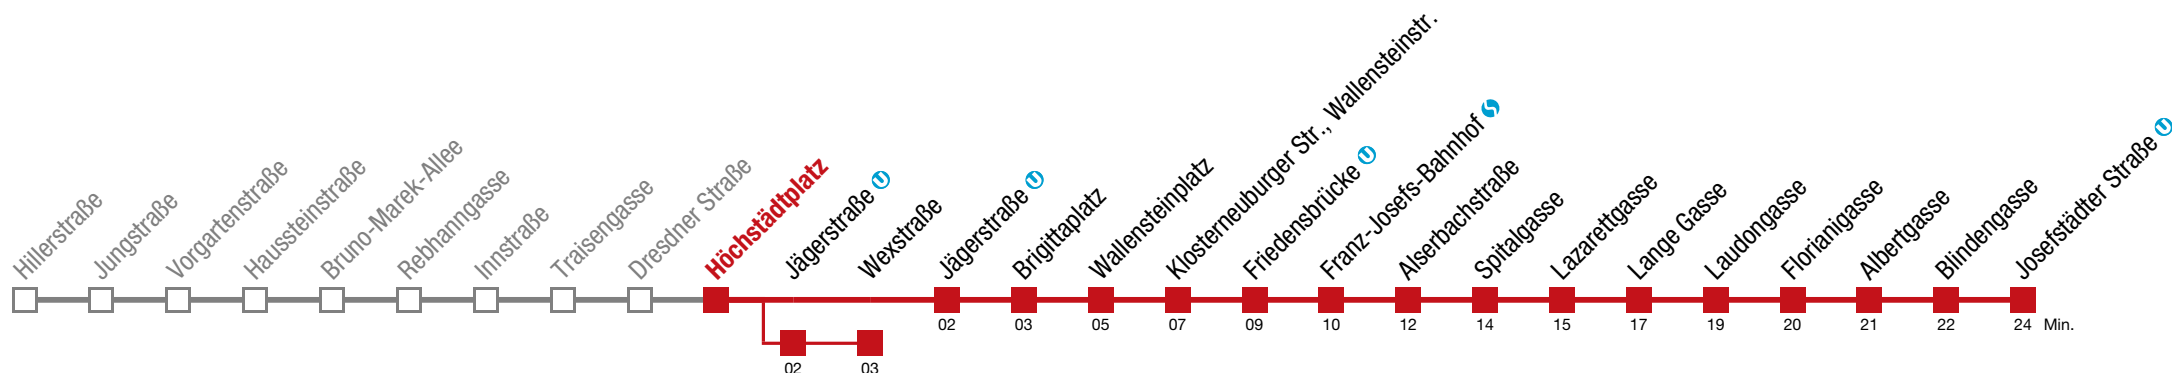 Hillerstraße
Jungstraße
Vorgartenstraße
Haussteinstraße
Bruno-Marek-Allee
Rebhanngasse
Innstraße
Traisengasse
Dresdner Straße
Höchstädtplatz
Jägerstraße U
Wexstraße
Jägerstraße U
Brigittaplatz
Wallensteinplatz
Klosterneuburger Str., Wallensteinstr.
Friedensbrücke U
Franz-Josefs-Bahnhof S
Alserbachstraße
Spitalgasse
Lazarettgasse
Lange Gasse
Laudongasse
Florianigasse
Albertgasse
Blindengasse
Josefstädter Straße U
02 03 05 07 09 10 12 14 15 17 19 20 21 22 24 Min.
02 03